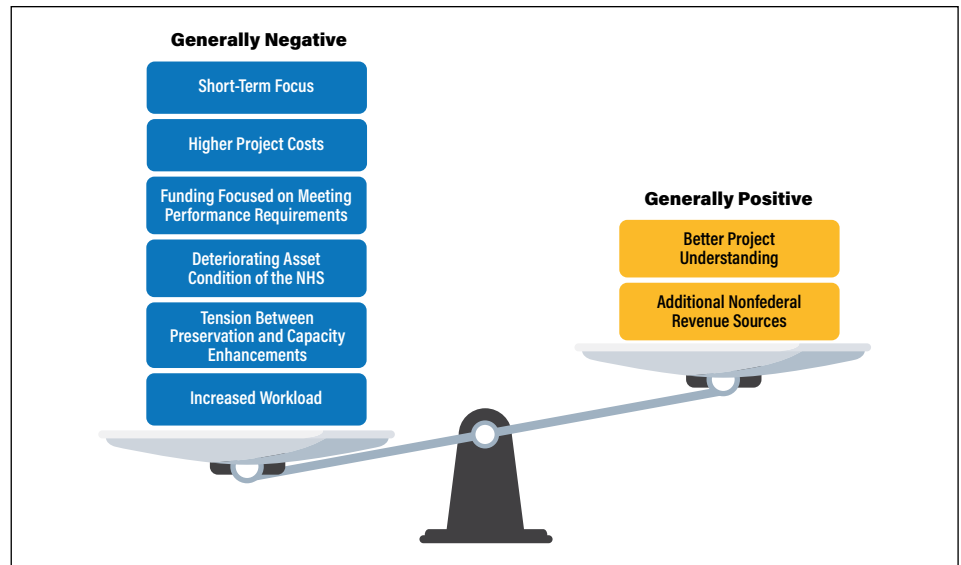 Generally Negative
Short-Term Focus
Higher Project Costs
Funding Focused on Meeting
Performance Requirements
Deteriorating Asset
Condition of the NHS
Tension Between
Preservation and Capacity
Enhancements
Increased Workload
Generally Positive
Better Project
Understanding
Additional Nonfederal
Revenue Sources